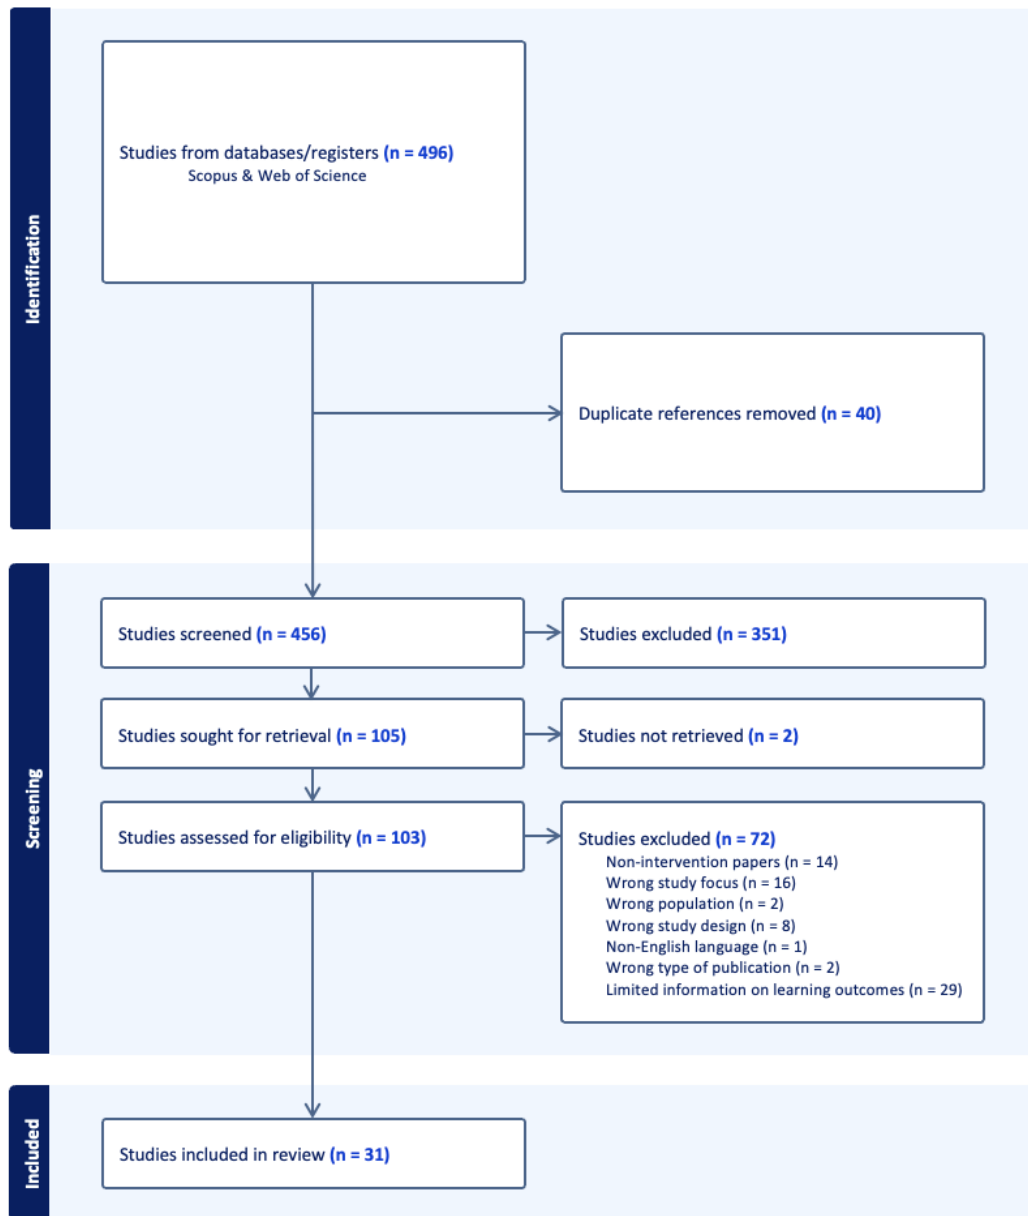 Identification
Studies from databases/registers (n = 496)
Scopus & Web of Science
Duplicate references removed (n = 40)
Screening
Studies screened (n = 456)
Studies excluded (n = 351)
Studies sought for retrieval (n = 105)
Studies not retrieved (n = 2)
Studies assessed for eligibility (n = 103)
Studies excluded (n = 72)
Non-intervention papers (n = 14)
Wrong study focus (n = 16)
Wrong population (n = 2)
Wrong study design (n = 8)
Non-English language (n = 1)
Wrong type of publication (n = 2)
Limited information on learning outcomes (n = 29)
Included
Studies included in review (n = 31)